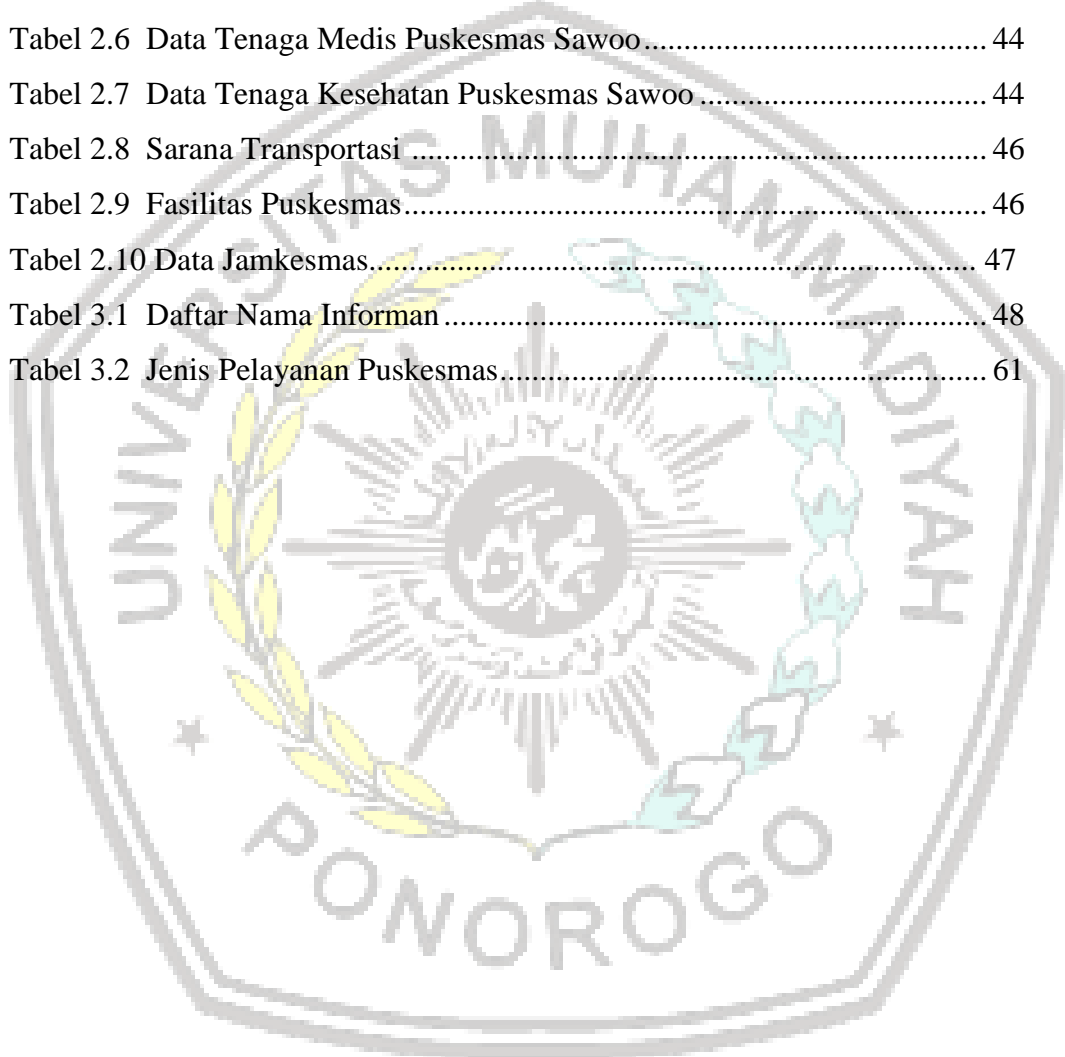 Tabel 2.6  Data Tenaga Medis Puskesmas Sawoo.......................................... 44
Tabel 2.7  Data Tenaga Kesehatan Puskesmas Sawoo ................................... 44
Tabel 2.8  Sarana Transportasi ...................................................................... 46
Tabel 2.9  Fasilitas Puskesmas....................................................................... 46
Tabel 2.10 Data Jamkesmas.......................................................................... 47
Tabel 3.1  Daftar Nama Informan .................................................................. 48
Tabel 3.2  Jenis Pelayanan Puskesmas........................................................... 61
UNIVERSITAS MUHAMMADIYAH
PONOROGO